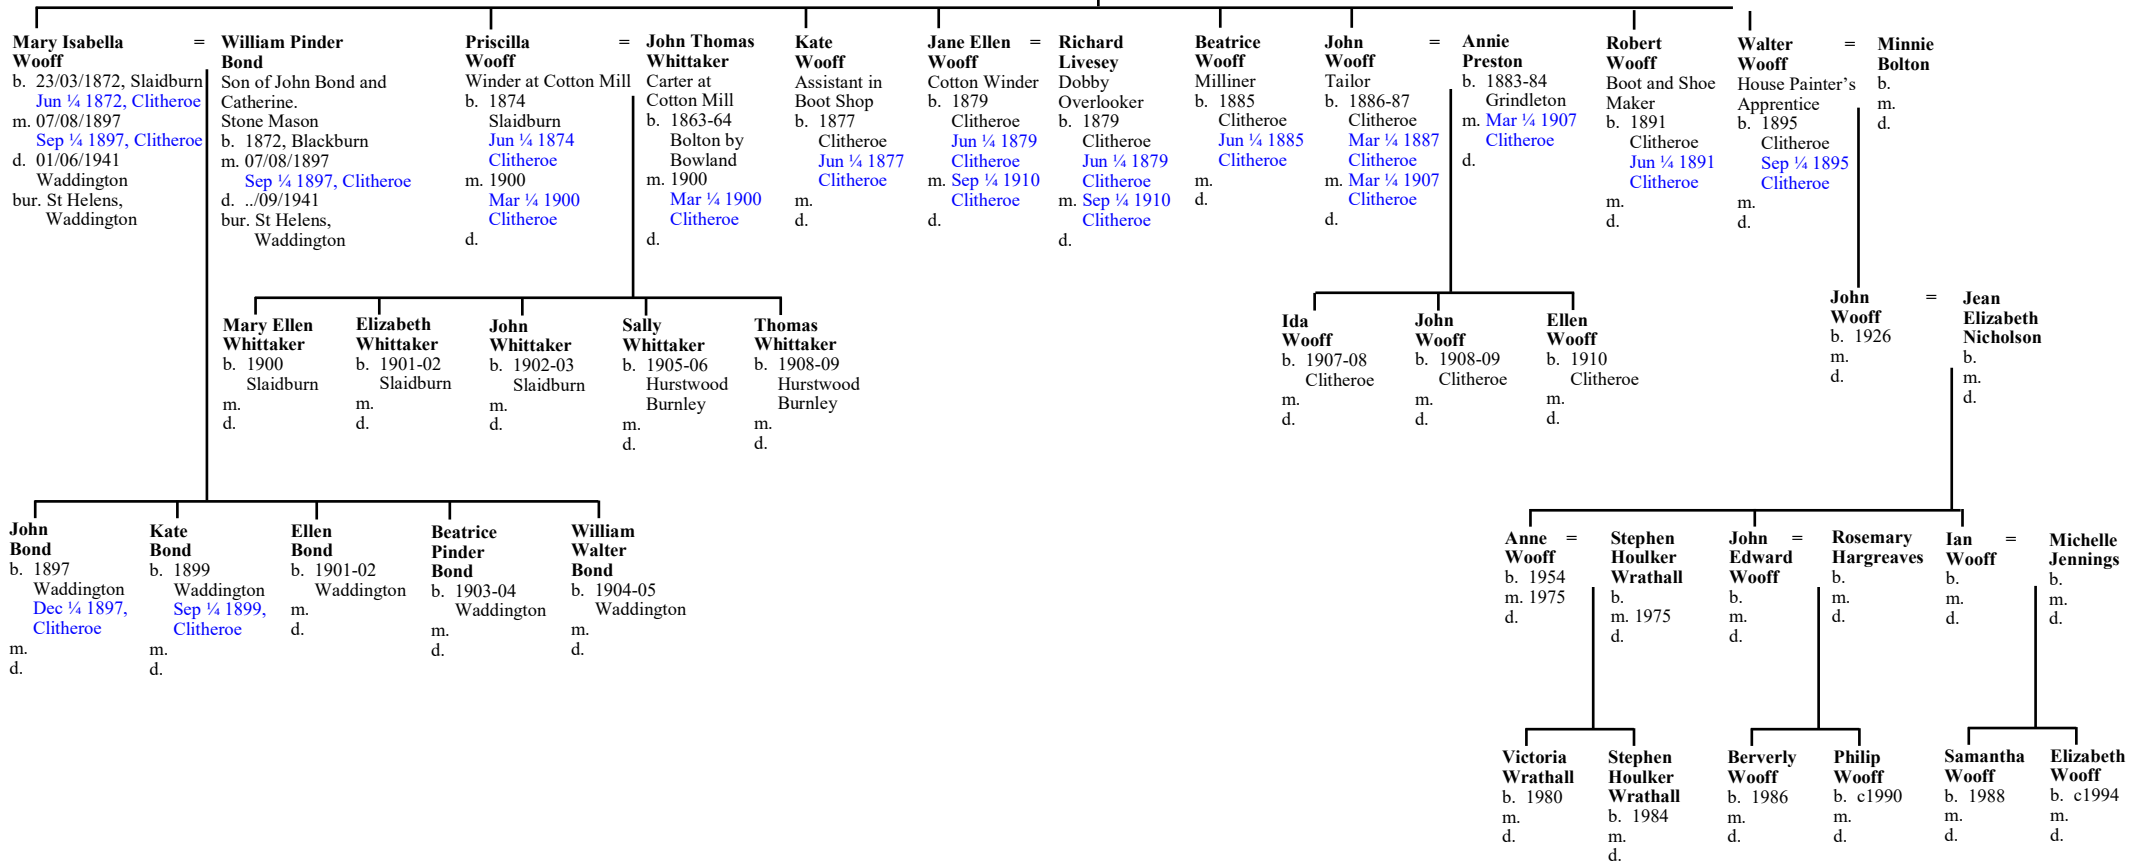 Mary Isabella =
Wooff
b. 23/03/1872, Slaidburn
Jun ¼ 1872, Clitheroe
m. 07/08/1897
Sep ¼ 1897, Clitheroe
d. 01/06/1941
Waddington
bur. St Helens,
Waddington
William Pinder
Bond
Son of John Bond and
Catherine.
Stone Mason
b. 1872, Blackburn
m. 07/08/1897
Sep ¼ 1897, Clitheroe
d. ../09/1941
bur. St Helens,
Waddington
Priscilla =
Wooff
Winder at Cotton Mill
b. 1874
Slaidburn
Jun ¼ 1874
Clitheroe
m. 1900
Mar ¼ 1900
Clitheroe
d.
John Thomas
Whittaker
Carter at
Cotton Mill
b. 1863-64
Bolton by
Bowland
m. 1900
Mar ¼ 1900
Clitheroe
d.
Kate
Wooff
Assistant in
Boot Shop
b. 1877
Clitheroe
Jun ¼ 1877
Clitheroe
m.
d.
Jane Ellen =
Wooff
Cotton Winder
b. 1879
Clitheroe
Jun ¼ 1879
Clitheroe
m. Sep ¼ 1910
Clitheroe
d.
Richard
Livesey
Dobby
Overlooker
b. 1879
Clitheroe
Jun ¼ 1879
Clitheroe
m. Sep ¼ 1910
Clitheroe
d.
Beatrice
Wooff
Milliner
b. 1885
Clitheroe
Jun ¼ 1885
Clitheroe
m.
d.
John =
Wooff
Tailor
b. 1886-87
Clitheroe
Mar ¼ 1887
Clitheroe
m. Mar ¼ 1907
Clitheroe
d.
Annie
Preston
b. 1883-84
Grindleton
m. Mar ¼ 1907
Clitheroe
d.
Robert
Wooff
Boot and Shoe
Maker
b. 1891
Clitheroe
Jun ¼ 1891
Clitheroe
m.
d.
Walter =
Wooff
House Painter's
Apprentice
b. 1895
Clitheroe
Sep ¼ 1895
Clitheroe
m.
d.
Minnie
Bolton
b.
m.
d.
Mary Ellen
Whittaker
b. 1900
Slaidburn
m.
d.
Elizabeth
Whittaker
b. 1901-02
Slaidburn
m.
d.
John
Whittaker
b. 1902-03
Slaidburn
m.
d.
Sally
Whittaker
b. 1905-06
Hurstwood
Burnley
m.
d.
Thomas
Whittaker
b. 1908-09
Hurstwood
Burnley
m.
d.
Ida
Wooff
b. 1907-08
Clitheroe
m.
d.
John
Wooff
b. 1908-09
Clitheroe
m.
d.
Ellen
Wooff
b. 1910
Clitheroe
m.
d.
John =
Wooff
b. 1926
m.
d.
Jean
Elizabeth
Nicholson
b.
m.
d.
John
Bond
b. 1897
Waddington
Dec ¼ 1897,
Clitheroe
m.
d.
Kate
Bond
b. 1899
Waddington
Sep ¼ 1899,
Clitheroe
m.
d.
Ellen
Bond
b. 1901-02
Waddington
m.
d.
Beatrice
Pinder
Bond
b. 1903-04
Waddington
m.
d.
William
Walter
Bond
b. 1904-05
Waddington
m.
d.
Anne =
Wooff
b. 1954
m. 1975
d.
Stephen
Houlker
Wrathall
b.
m. 1975
d.
John =
Edward
Wooff
b.
m.
d.
Rosemary
Hargreaves
b.
m.
d.
Ian =
Wooff
b.
m.
d.
Michelle
Jennings
b.
m.
d.
Victoria
Wrathall
b. 1980
m.
d.
Stephen
Houlker
Wrathall
b. 1984
m.
d.
Berverly
Wooff
b. 1986
m.
d.
Philip
Wooff
b. c1990
m.
d.
Samantha
Wooff
b. 1988
m.
d.
Elizabeth
Wooff
b. c1994
m.
d.